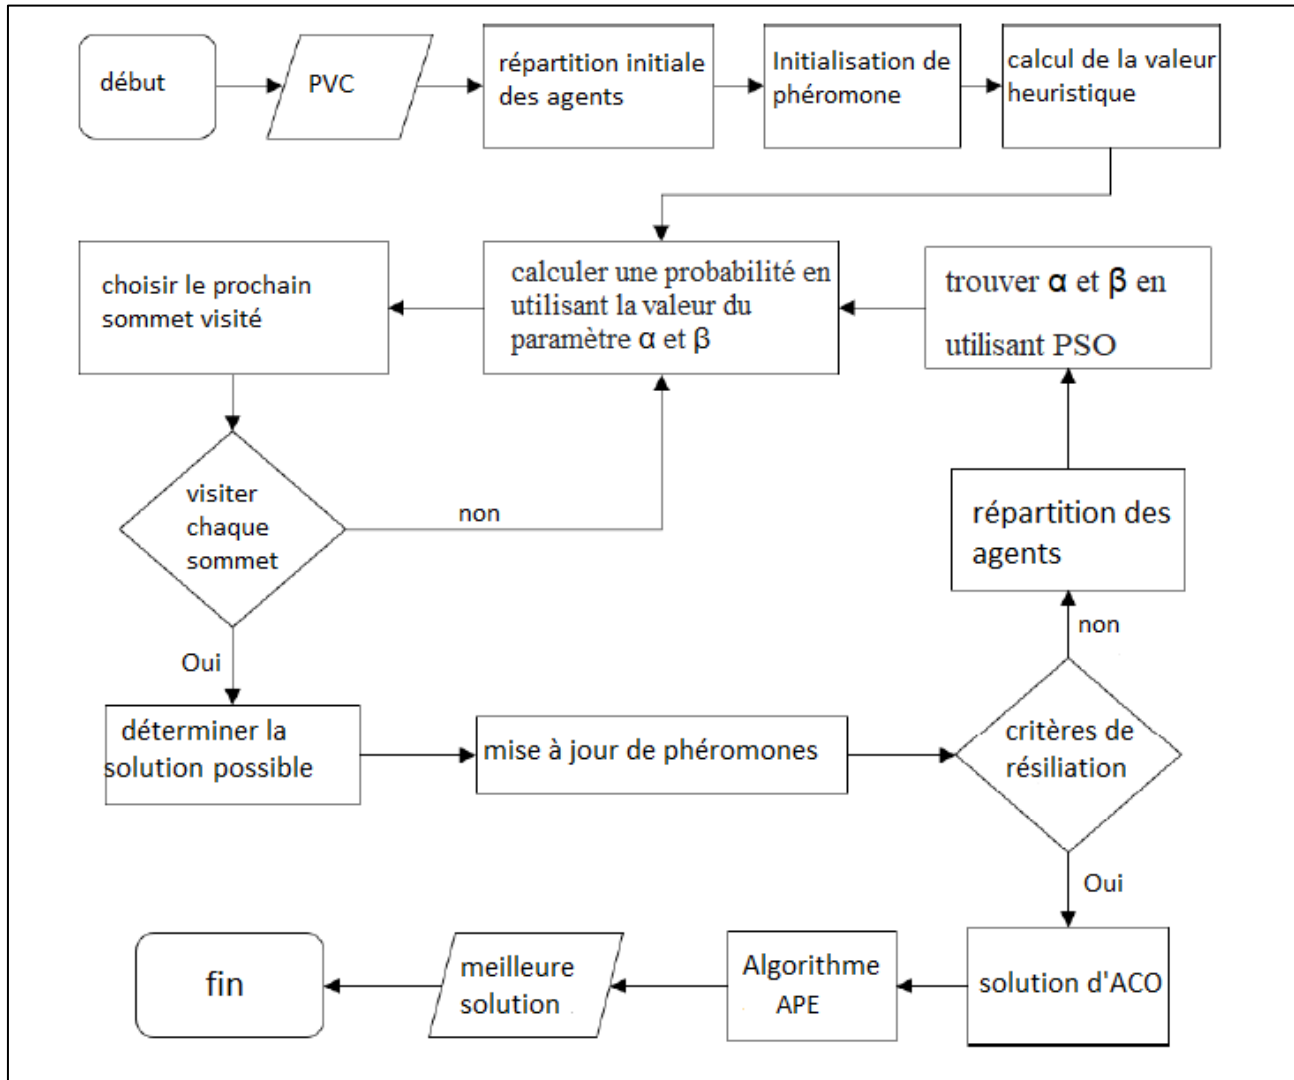 début
PVC
répartition initiale
des agents
Initialisation de
phéromone
calcul de la valeur
heuristique
choisir le prochain
sommet visité
calculer une probabilité en
utilisant la valeur du
paramètre α et β
trouver α et β en
utilisant PSO
visiter
chaque
sommet
non
répartition des
agents
non
Oui
déterminer la
solution possible
mise à jour de phéromones
critères de
résiliation
Oui
fin
meilleure
solution
Algorithme
APE
solution d'ACO